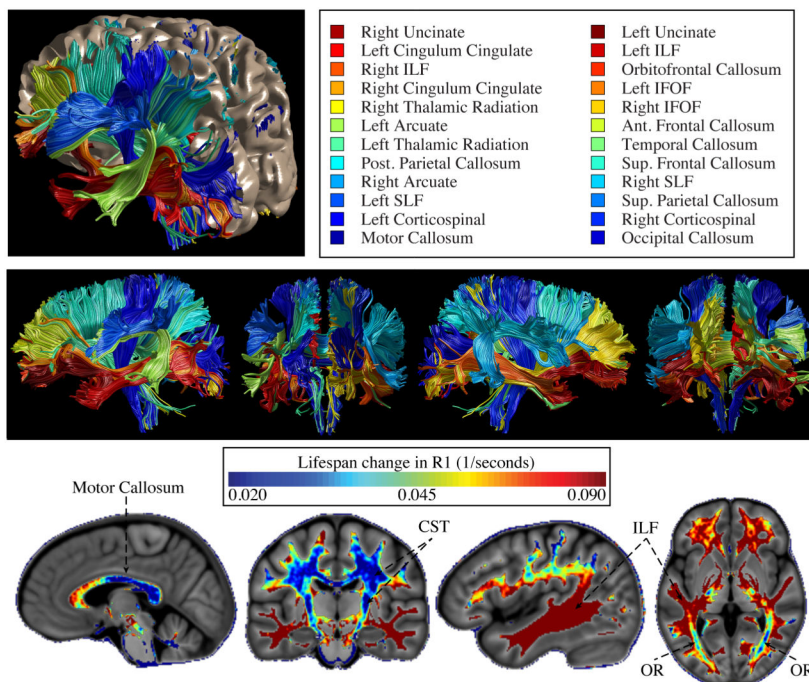 Right Uncinate
Left Cingulum Cingulate
Right ILF
Right Cingulum Cingulate
Right Thalamic Radiation
Left Arcuate
Left Thalamic Radiation
Post. Parietal Callosum
Right Arcuate
Left SLF
Left Corticospinal
Motor Callosum
Left Uncinate
Left ILF
Orbitofrontal Callosum
Left IFOF
Right IFOF
Ant. Frontal Callosum
Temporal Callosum
Sup. Frontal Callosum
Right SLF
Sup. Parietal Callosum
Right Corticospinal
Occipital Callosum
Lifespan change in R1 (1/seconds)
0.020 0.045 0.090
Motor Callosum
CST
ILF
OR
OR